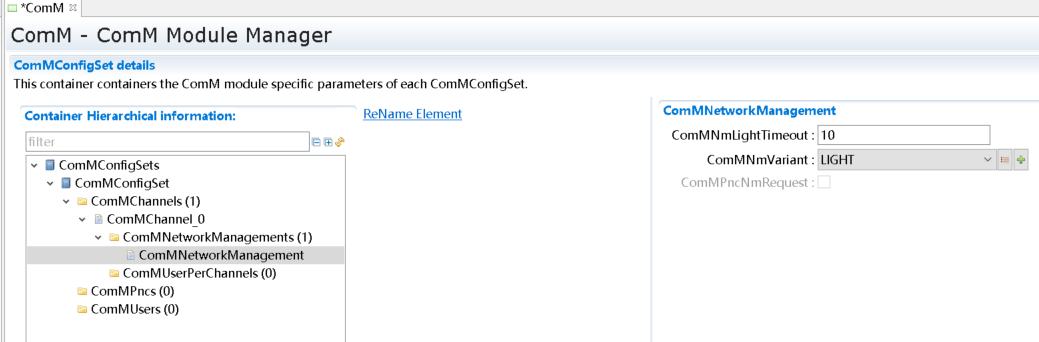 *ComM
ComM - ComM Module Manager
ComMConfigSet details
This container containers the ComM module specific parameters of each ComMConfigSet.
Container Hierarchical information:
filter
ComMConfigSets
ComMConfigSet
ComMChannels (1)
ComMChannel_0
ComMNetworkManagements (1)
ComMNetworkManagement
ComMUserPerChannels (0)
ComMPncs (0)
ComMUsers (0)
ReName Element
ComMNetworkManagement
ComMNmLightTimeout : 10
ComMNmVariant : LIGHT
ComMPncNmRequest :